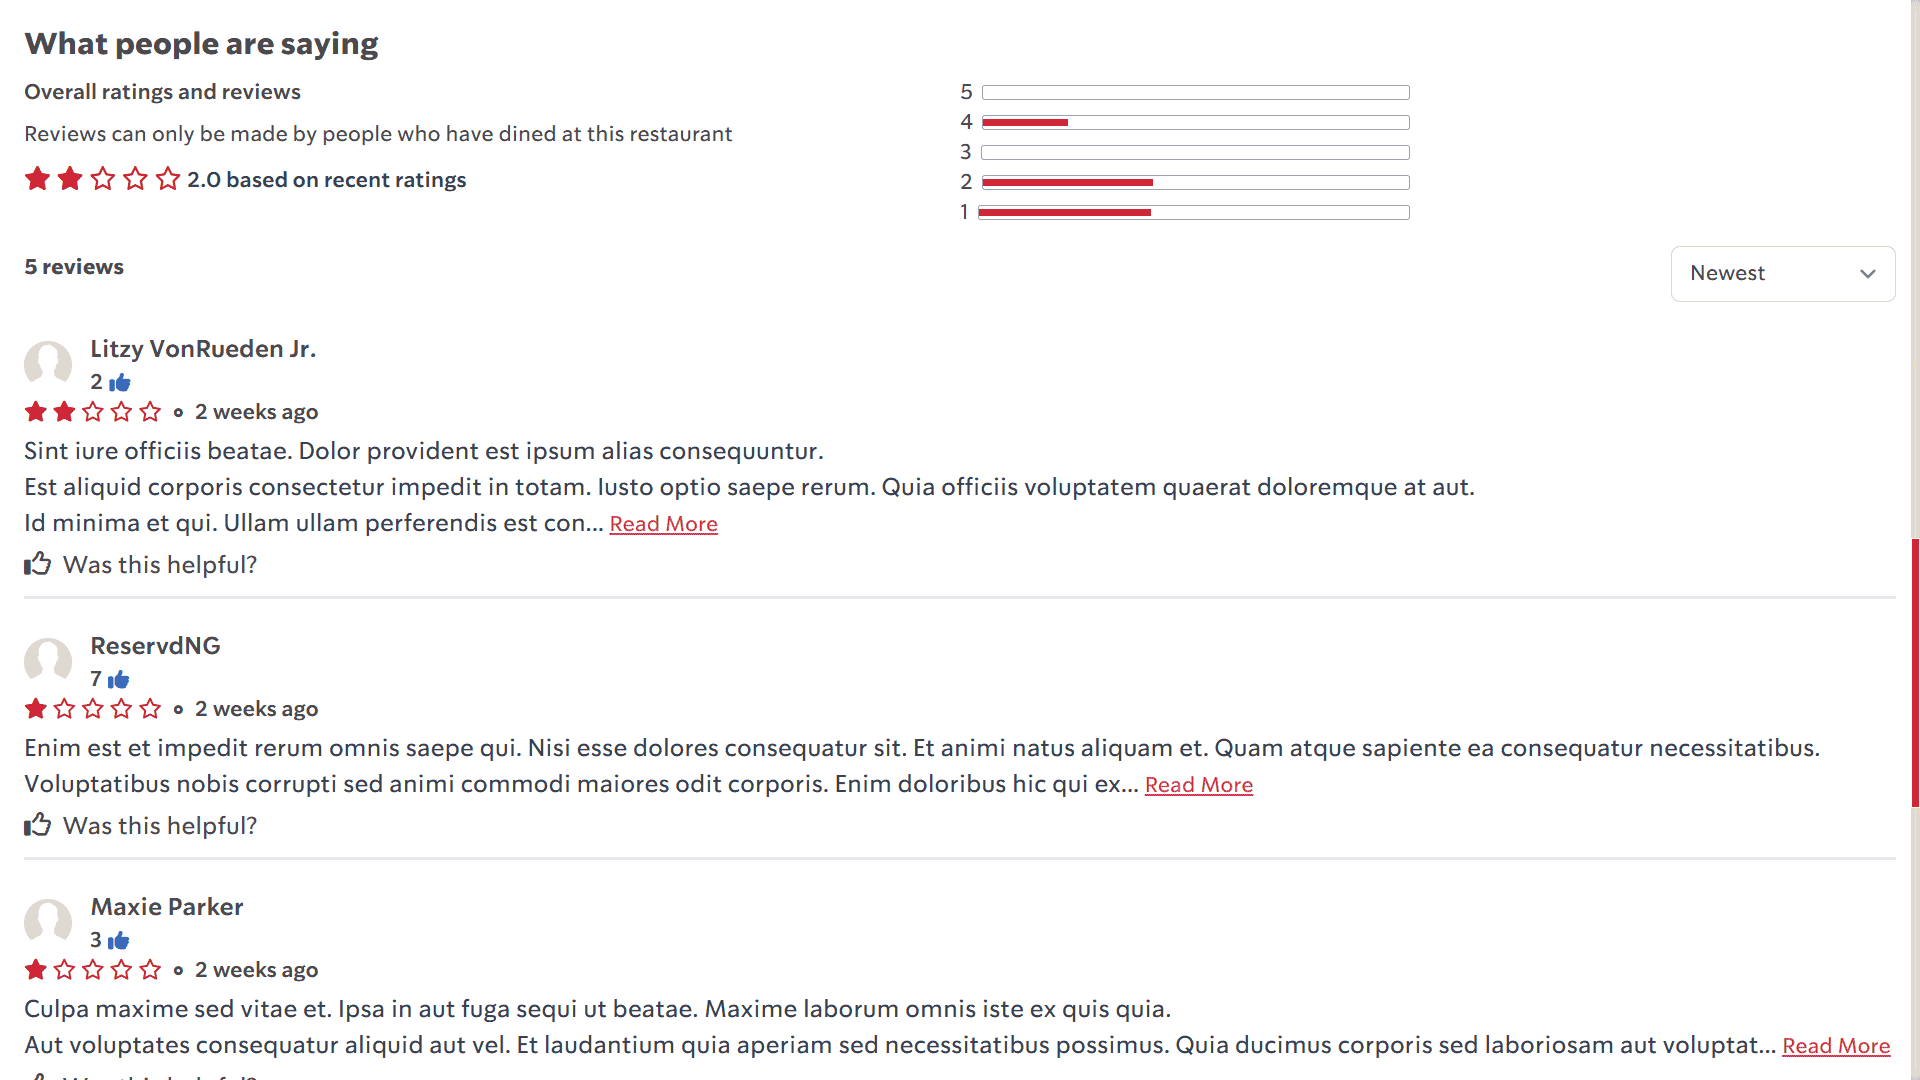 What people are saying
Overall ratings and reviews
Reviews can only be made by people who have dined at this restaurant
2.0 based on recent ratings
5
4
3
2
1
5 reviews
Newest
Litzy VonRueden Jr.
2
2 weeks ago
Sint iure officiis beatae. Dolor provident est ipsum alias consequuntur.
Est aliquid corporis consectetur impedit in totam. Iusto optio saepe rerum. Quia officiis voluptatem quaerat doloremque at aut.
Id minima et qui. Ullam ullam perferendis est con... Read More
Was this helpful?
ReservdNG
7
2 weeks ago
Enim est et impedit rerum omnis saepe qui. Nisi esse dolores consequatur sit. Et animi natus aliquam et. Quam atque sapiente ea consequatur necessitatibus.
Voluptatibus nobis corrupti sed animi commodi maiores odit corporis. Enim doloribus hic qui ex... Read More
Was this helpful?
Maxie Parker
3
2 weeks ago
Culpa maxime sed vitae et. Ipsa in aut fuga sequi ut beatae. Maxime laborum omnis iste ex quis quia.
Aut voluptates consequatur aliquid aut vel. Et laudantium quia aperiam sed necessitatibus possimus. Quia ducimus corporis sed laboriosam aut voluptat... Read More